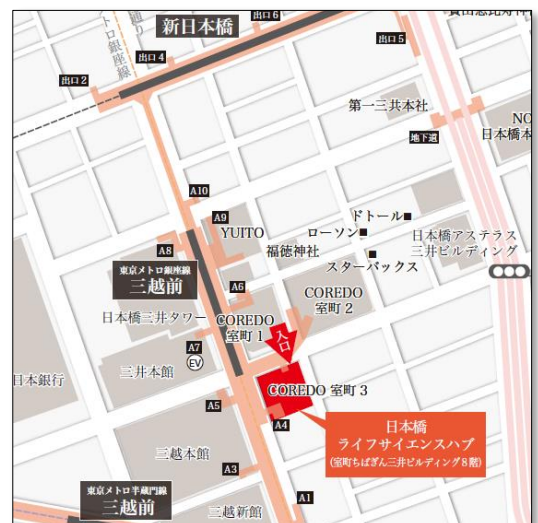 新日本橋
出口6
出口5
出口4
出口2
トロ銀座線
通り
第一三共本社
地下道
NO
日本橋本
A10
A9
YUITO
ドトール■
ローソン■
福徳神社
スターバックス
日本橋アステラス
三井ビルディング
A8
東京メトロ銀座線
三越前
A6
日本橋三井タワー
COREDO
室町1
COREDO
室町2
入口
A7
EV
三井本館
日本銀行
COREDO 室町3
A5
A4
日本橋
ライフサイエンスハブ
(室町ちばぎん三井ビルディング8階)
三越本館
A3
東京メトロ半蔵門線
三越前
三越新館
A1